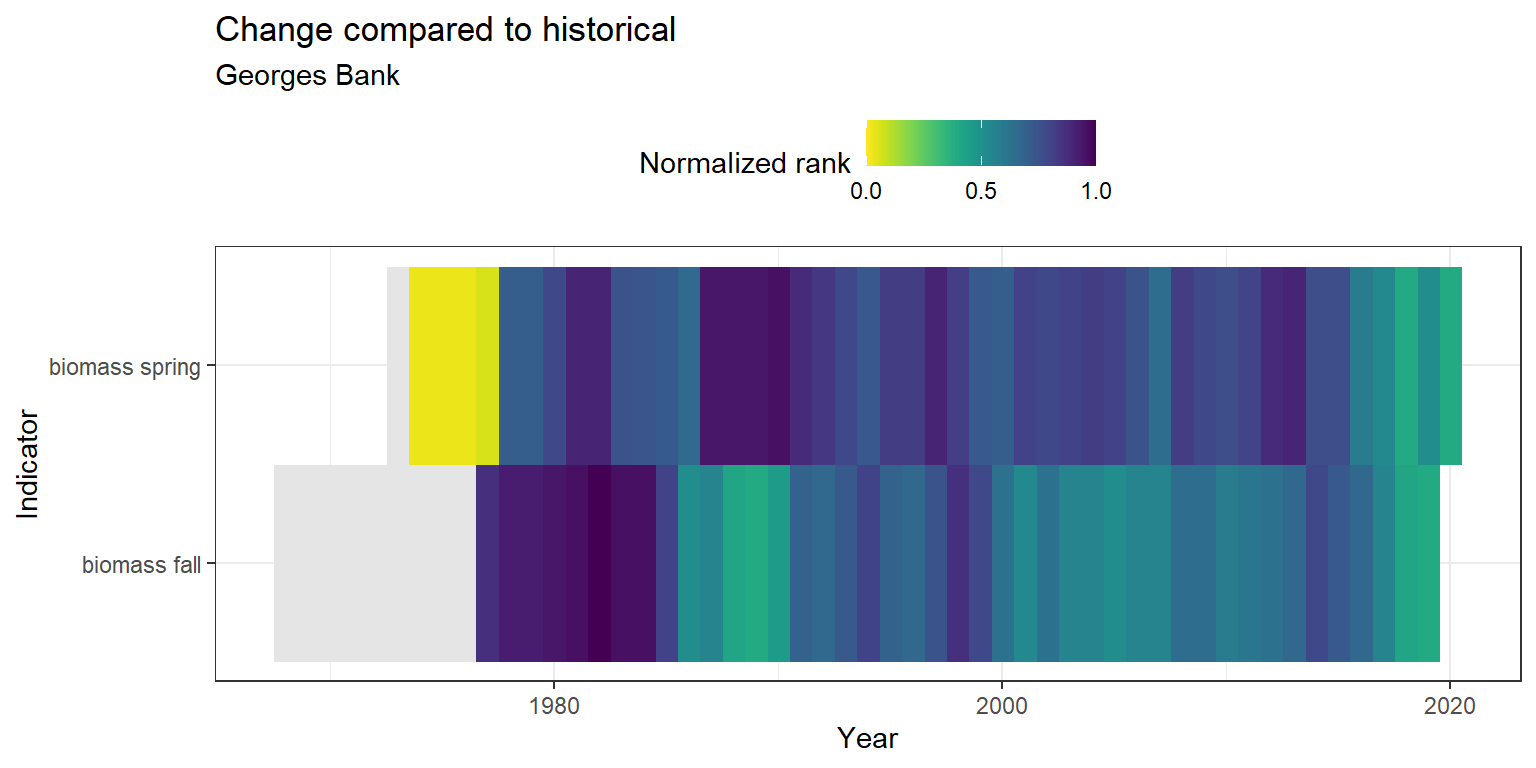 Change compared to historical
Georges Bank
Normalized rank
0.0 0.5 1.0
Indicator
biomass spring
biomass fall
1980 2000 2020
Year